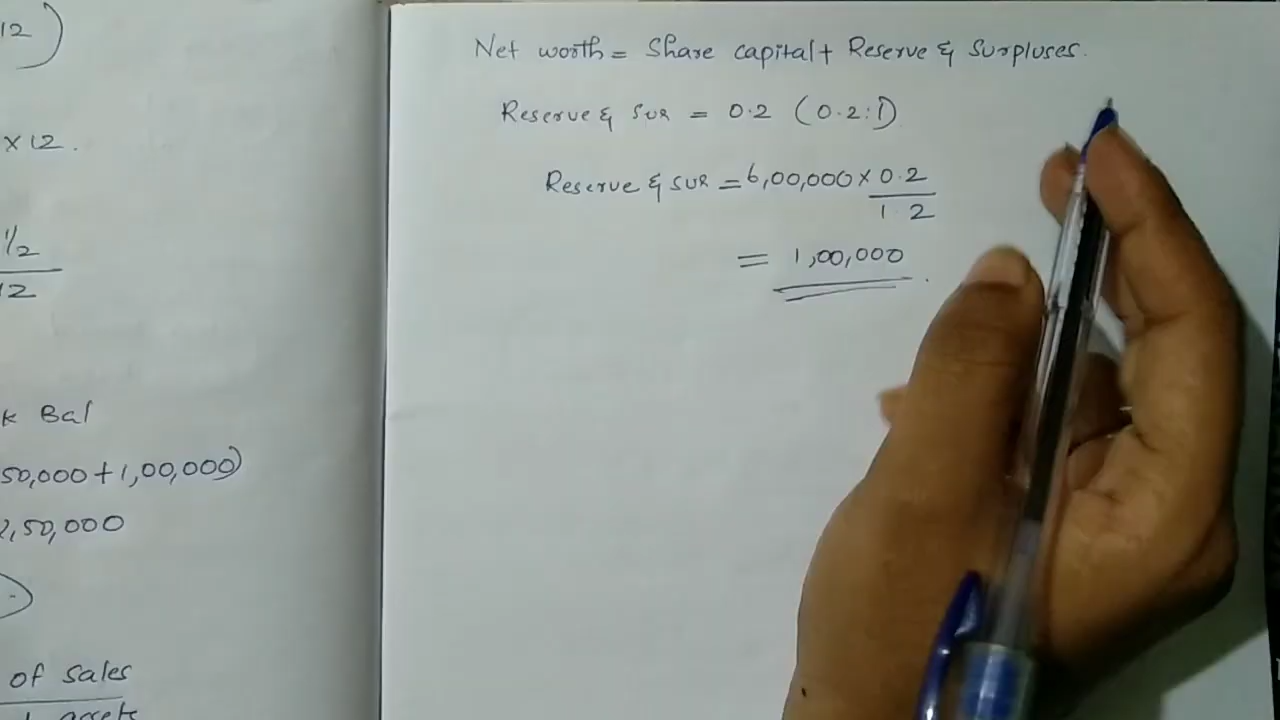 12)
x 12.
1/2
12
k Bal
50,000 + 1,00,000)
2,50,000
of sales
assets
Net worth = Share capital + Reserve & Surpluses.
Reserve & SUR = 0.2 (0.2:1)
Reserve & SUR = 6,00,000 x 0.2
1.2
= 1,00,000.